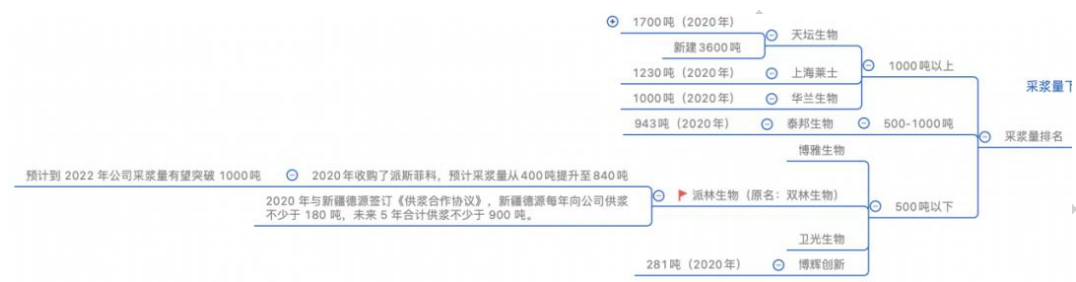 1700吨（2020年）
天坛生物
新建3600吨
1000吨以上
1230吨（2020年）
上海莱士
采浆量下
1000吨（2020年）
华兰生物
943吨（2020年）
泰邦生物
500-1000吨
采浆量排名
博雅生物
预计到 2022 年公司采浆量有望突破 1000吨
2020年收购了派斯菲科，预计采浆量从400吨提升至840吨
派林生物（原名：双林生物）
2020 年与新疆德源签订《供浆合作协议》，新疆德源每年向公司供浆
不少于 180 吨，未来 5 年合计供浆不少于 900 吨。
500吨以下
卫光生物
281吨（2020年）
博辉创新